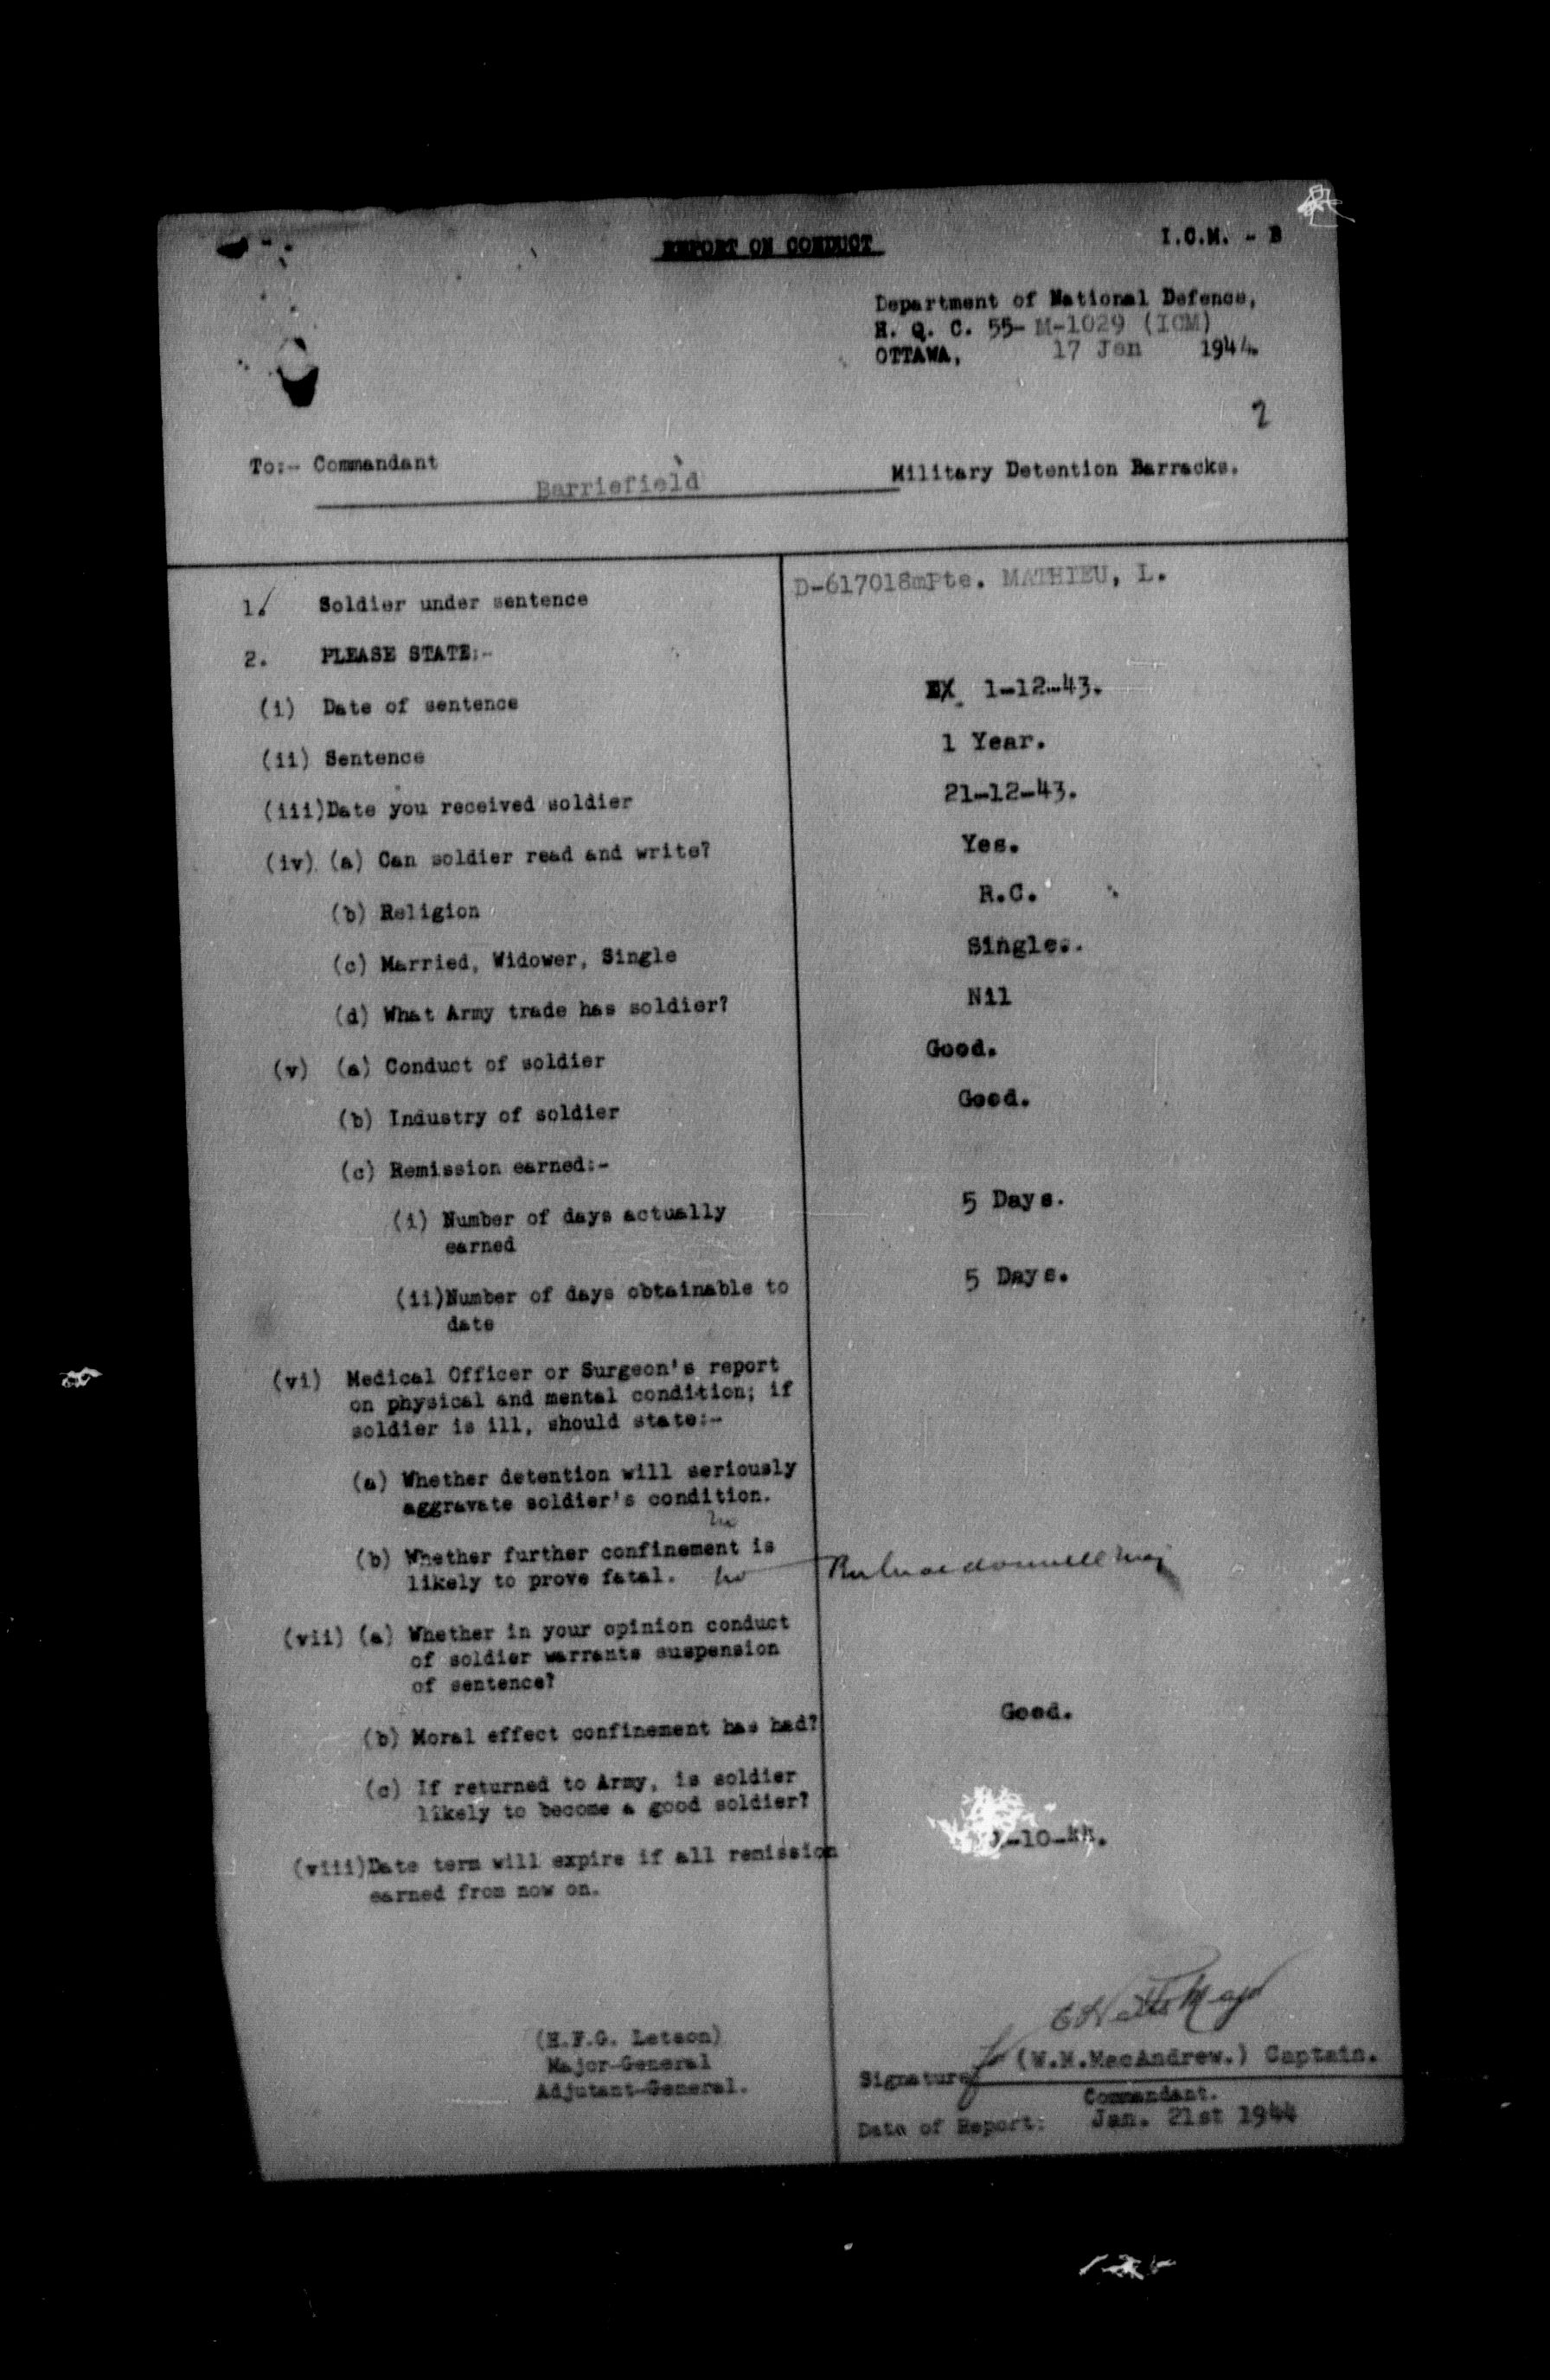 REPORT ON CONDUCT
I.C.M. - B
Department of National Defence,
H. Q. C. 55- M-1029 (ICM)
OTTAWA, 17 Jan 1944.
2
To:- Commandant
Barriefield Military Detention Barracks.
1. Soldier under sentence D-617018mPte. MATHIEU, L.
2. PLEASE STATE:-
(i) Date of sentence 1-12-43.
(ii) Sentence 1 Year.
(iii)Date you received soldier 21-12-43.
(iv) (a) Can soldier read and write? Yes.
(b) Religion R.C.
(c) Married, Widower, Single Single..
(d) What Army trade has soldier? Nil
(v) (a) Conduct of soldier Good.
(b) Industry of soldier Good.
(c) Remission earned:-
(i) Number of days actually 5 Days.
earned
(ii)Number of days obtainable to 5 Days.
date
(vi) Medical Officer or Surgeon's report
on physical and mental condition; if
soldier is ill, should state:-
(a) Whether detention will seriously
aggravate soldier's condition.
no
(b) Whether further confinement is
likely to prove fatal. no
(vii) (a) Whether in your opinion conduct
of soldier warrants suspension
of sentence?
(b) Moral effect confinement has had? Good.
(c) If returned to Army, is soldier
likely to become a good soldier?
(viii)Date term will expire if all remission -10-44.
earned from now on.
(H.F.G. Letson)
Major-General
Adjutant-General.
Signature for (W.M.MacAndrew.) Captain.
Commandant.
Date of Report: Jan. 21st 1944